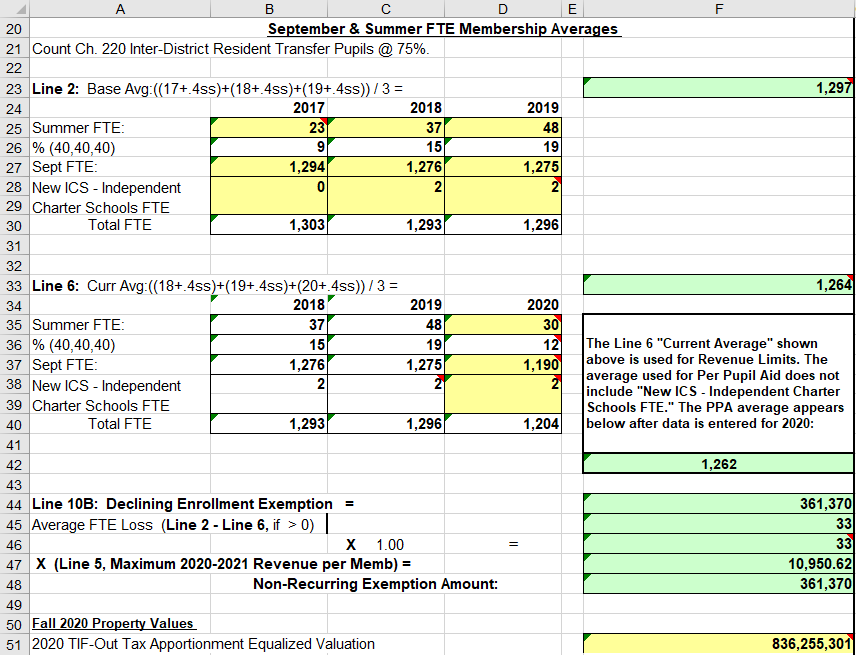 A B C D E F
20 September & Summer FTE Membership Averages
21 Count Ch. 220 Inter-District Resident Transfer Pupils @ 75%.
22
23 Line 2: Base Avg:((17+.4ss)+(18+.4ss)+(19+.4ss)) / 3 = 1,297
24 2017 2018 2019
25 Summer FTE: 23 37 48
26 % (40,40,40) 9 15 19
27 Sept FTE: 1,294 1,276 1,275
28 New ICS - Independent 0 2 2
29 Charter Schools FTE
30 Total FTE 1,303 1,293 1,296
31
32
33 Line 6: Curr Avg:((18+.4ss)+(19+.4ss)+(20+.4ss)) / 3 = 1,264
34 2018 2019 2020
35 Summer FTE: 37 48 30
36 % (40,40,40) 15 19 12
37 Sept FTE: 1,276 1,275 1,190
38 New ICS - Independent 2 2 2
39 Charter Schools FTE
40 Total FTE 1,293 1,296 1,204
The Line 6 "Current Average" shown
above is used for Revenue Limits. The
average used for Per Pupil Aid does not
include "New ICS - Independent Charter
Schools FTE." The PPA average appears
below after data is entered for 2020:
41
42 1,262
43
44 Line 10B: Declining Enrollment Exemption = 361,370
45 Average FTE Loss (Line 2 - Line 6, if > 0) 33
46 X 1.00 = 33
47 X (Line 5, Maximum 2020-2021 Revenue per Memb) = 10,950.62
48 Non-Recurring Exemption Amount: 361,370
49
50 Fall 2020 Property Values
51 2020 TIF-Out Tax Apportionment Equalized Valuation 836,255,301